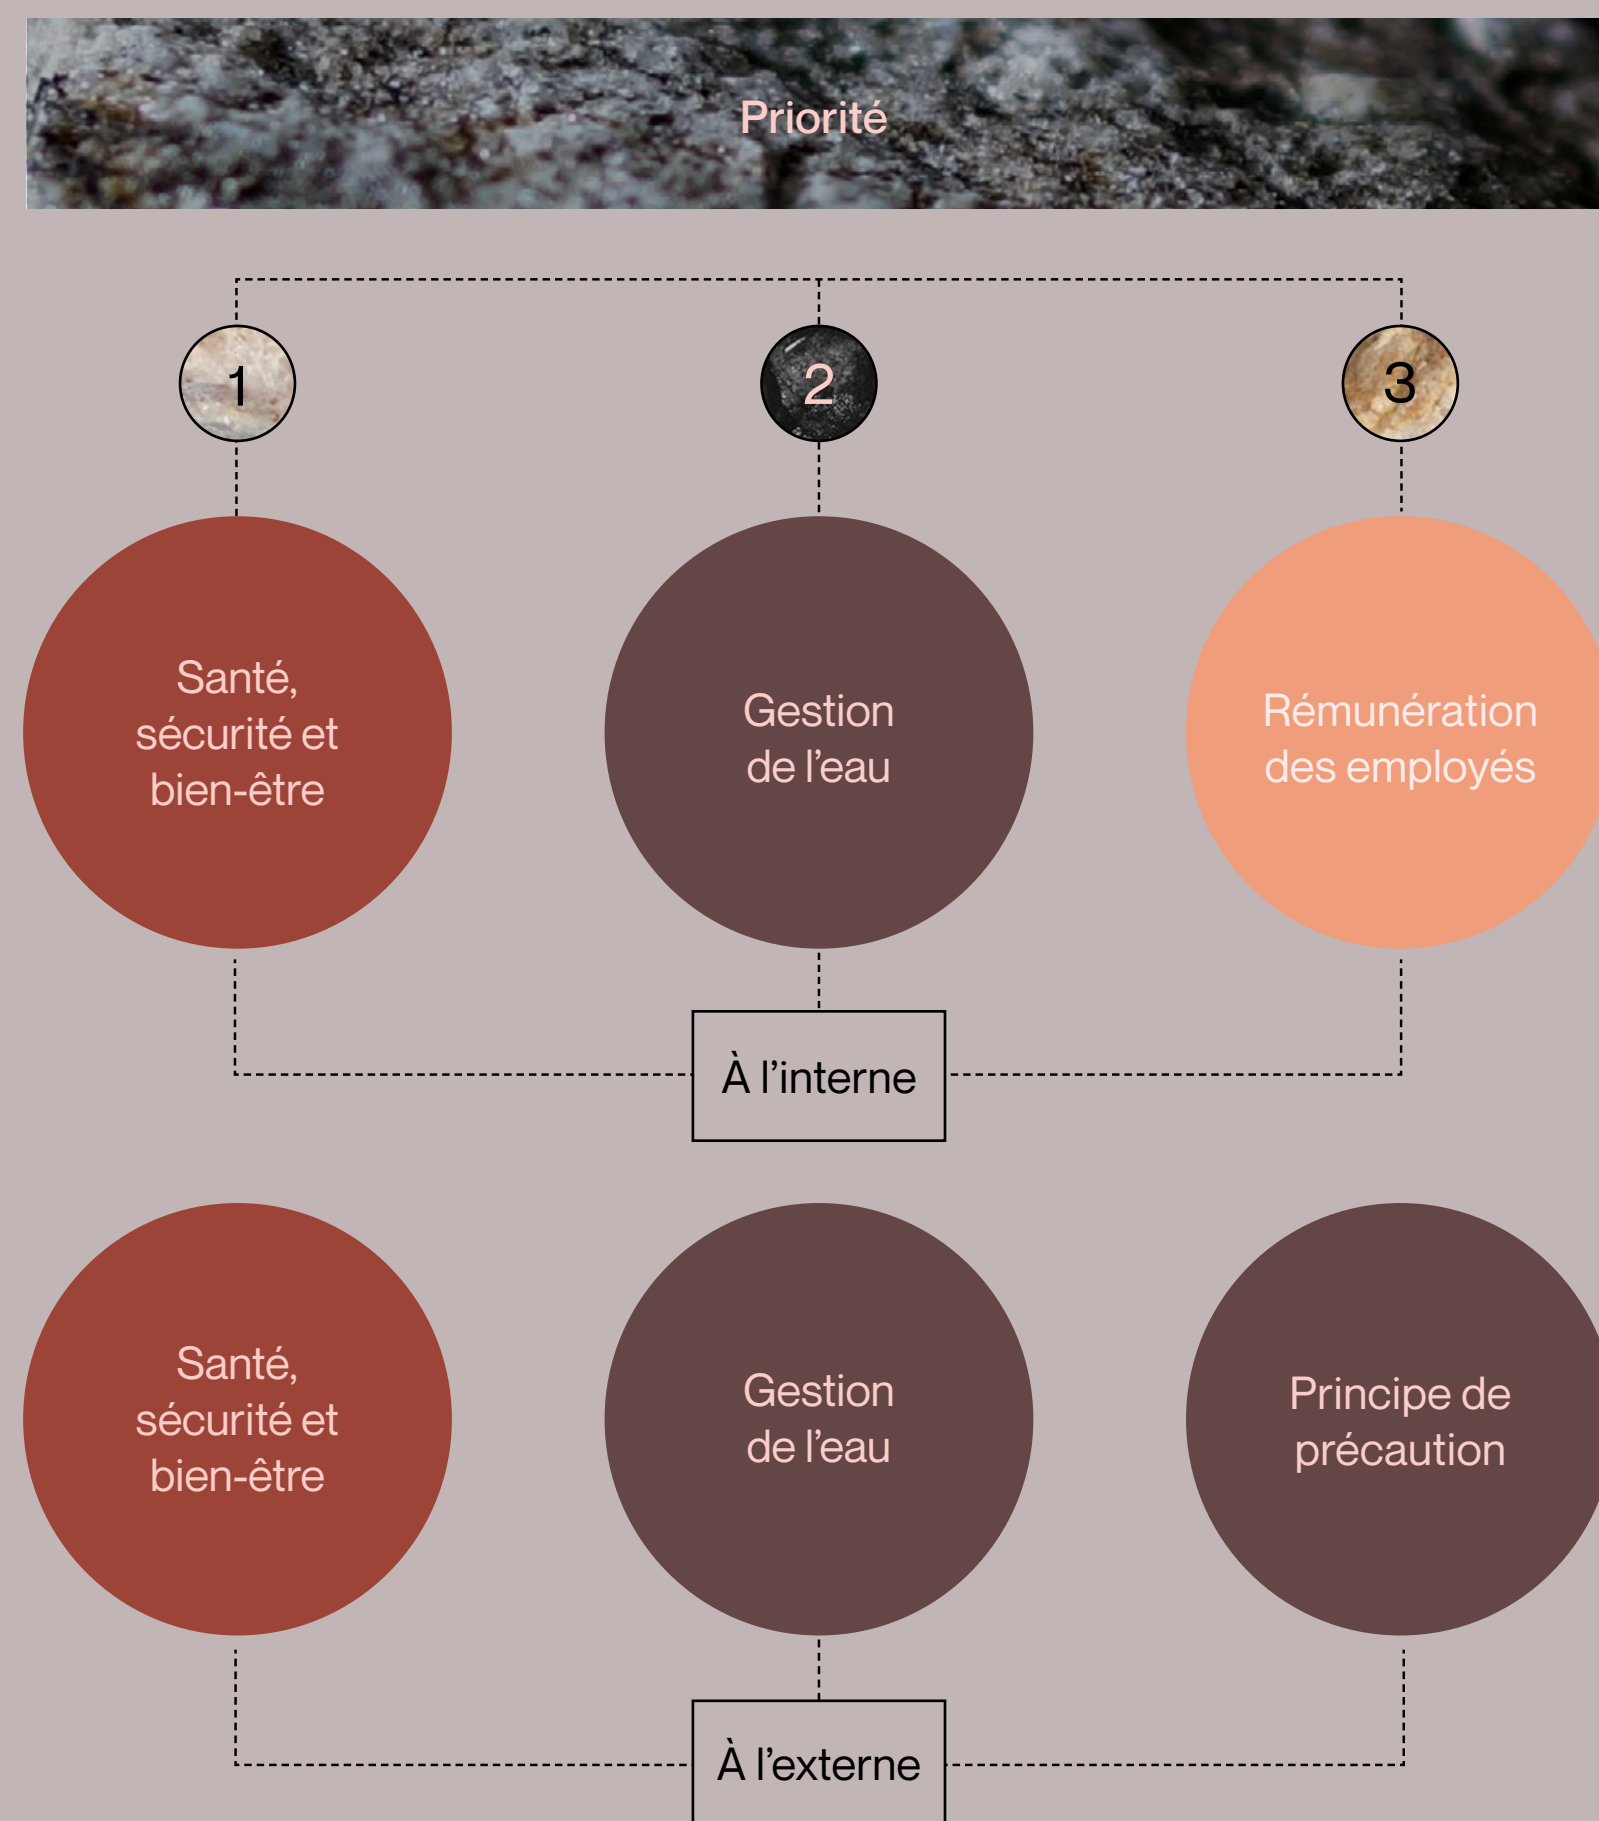 Priorité
1
2
3
Santé,
sécurité et
bien-être
Gestion
de l’eau
Rémunération
des employés
À l’interne
Santé,
sécurité et
bien-être
Gestion
de l’eau
Principe de
précaution
À l’externe